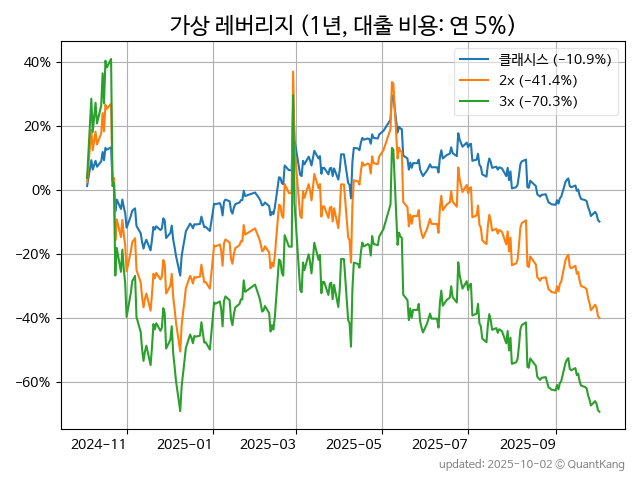 가상 레버리지 (1년, 대출 비용: 연 5%)
클래시스 (−10.9%)
2x (−41.4%)
3x (−70.3%)
40%
20%
0%
−20%
−40%
−60%
2024-11
2025-01
2025-03
2025-05
2025-07
2025-09
updated: 2025-10-02 © QuantKang